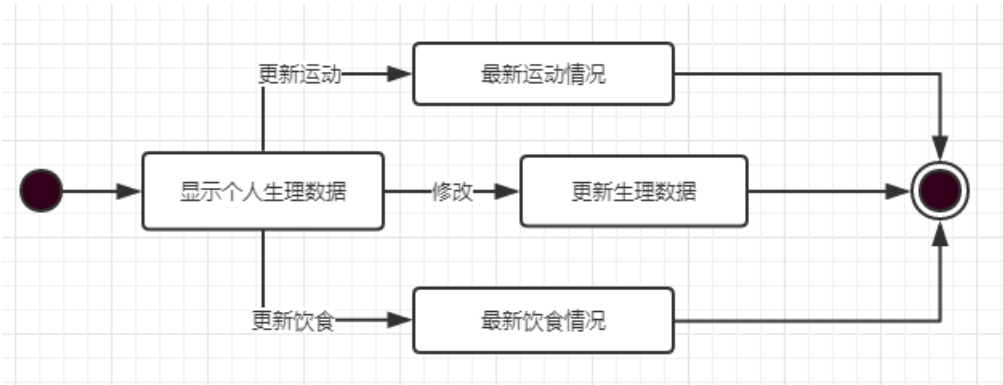 更新运动
最新运动情况
显示个人生理数据
修改
更新生理数据
更新饮食
最新饮食情况